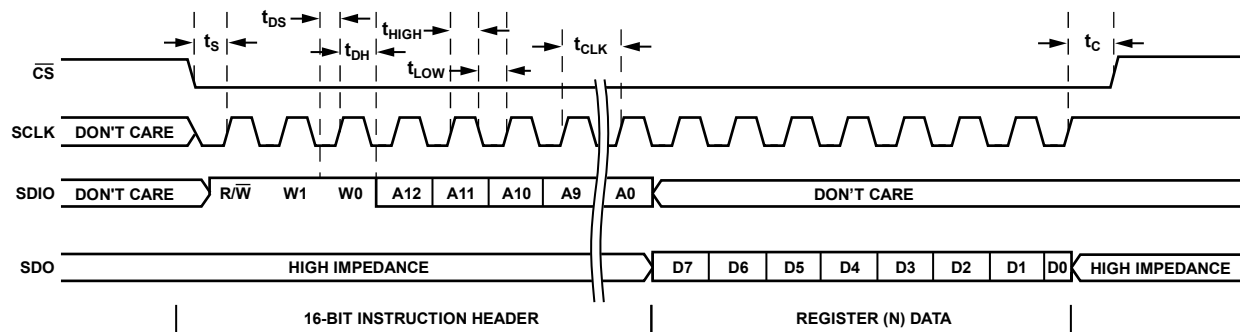 tDS
tHIGH
tS
tDH
tCLK
tC
tLOW
CS
SCLK DON'T CARE
SDIO DON'T CARE R/W W1 W0 A12 A11 A10 A9 A0 DON'T CARE
SDO HIGH IMPEDANCE D7 D6 D5 D4 D3 D2 D1 D0 HIGH IMPEDANCE
16-BIT INSTRUCTION HEADER REGISTER (N) DATA